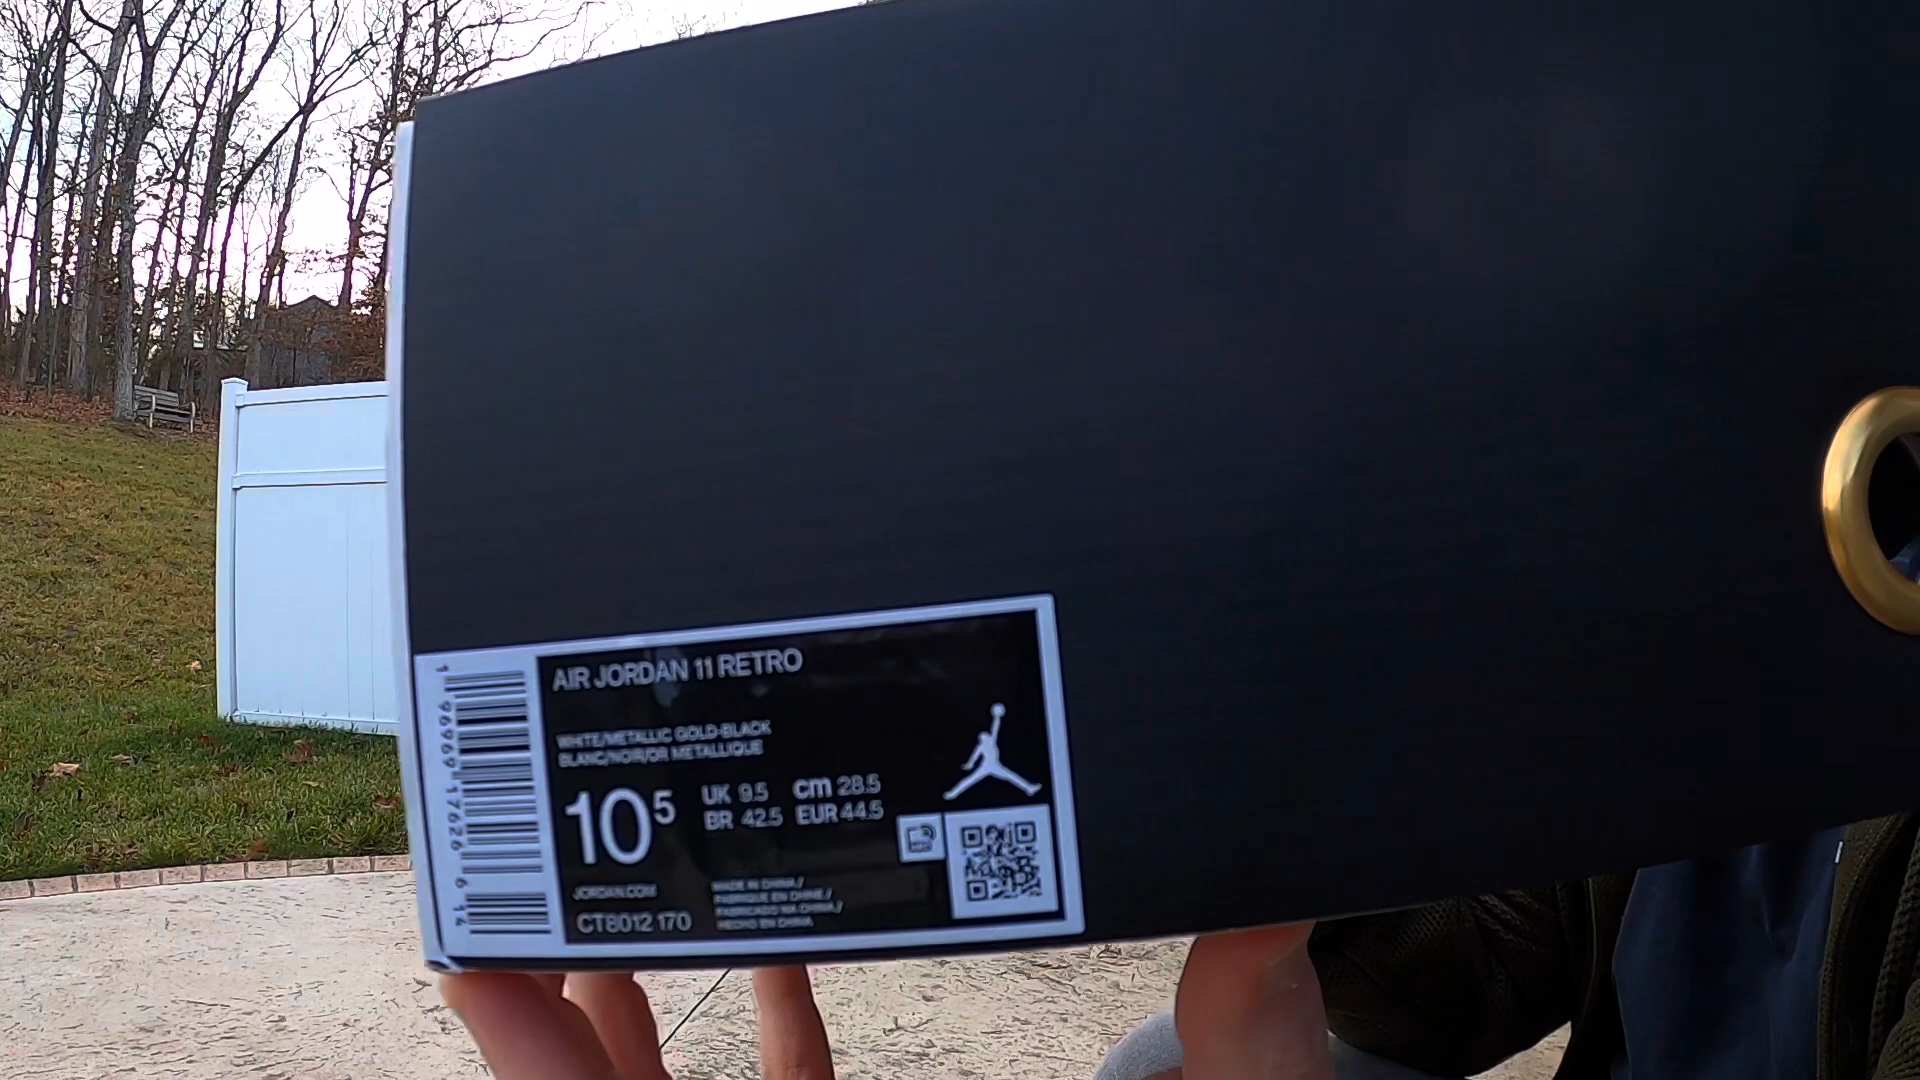 AIR JORDAN 11 RETRO
WHITE/METALLIC GOLD-BLACK
BLANC/NOIR/OR METALLIQUE
10 5
UK 9.5 cm 28.5
BR 42.5 EUR 44.5
JORDAN.COM
CT8012 170
MADE IN CHINA /
FABRIQUE EN CHINE /
FABRICADO NA CHINA /
HECHO EN CHINA
1 96969 17626 6 14